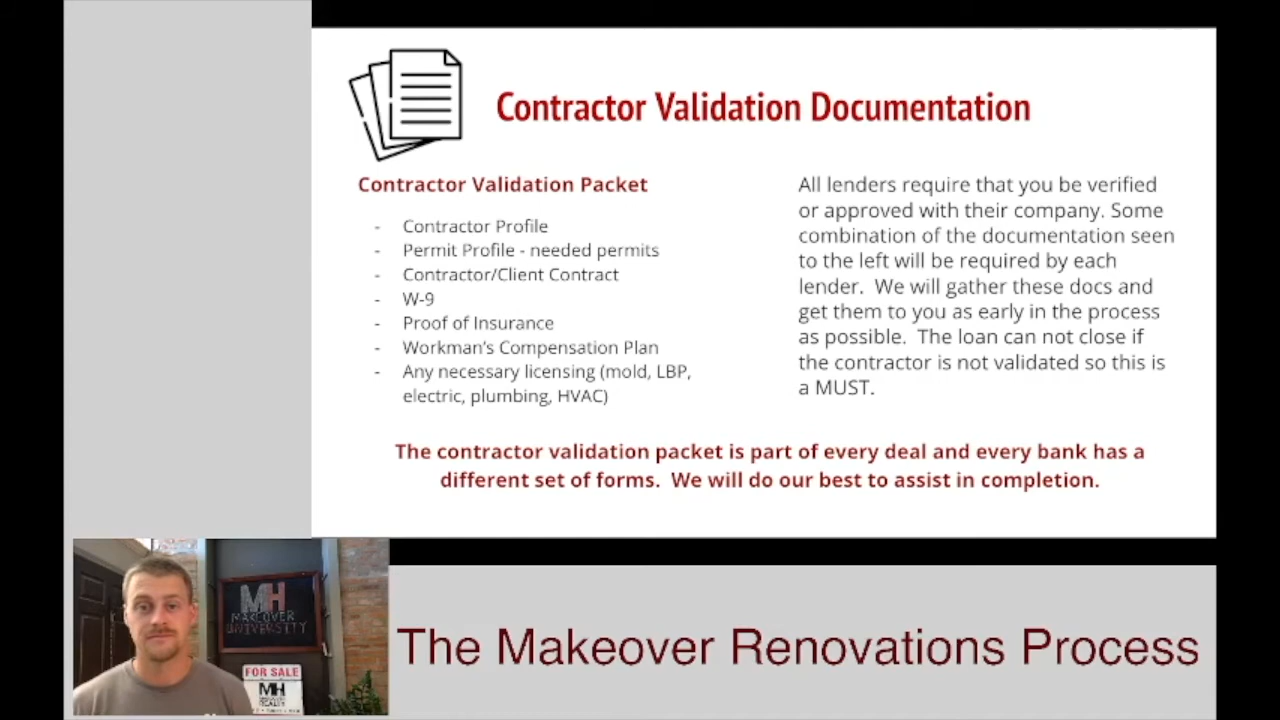 Contractor Validation Documentation
Contractor Validation Packet
- Contractor Profile
- Permit Profile - needed permits
- Contractor/Client Contract
- W-9
- Proof of Insurance
- Workman's Compensation Plan
- Any necessary licensing (mold, LBP,
electric, plumbing, HVAC)
All lenders require that you be verified
or approved with their company. Some
combination of the documentation seen
to the left will be required by each
lender. We will gather these docs and
get them to you as early in the process
as possible. The loan can not close if
the contractor is not validated so this is
a MUST.
The contractor validation packet is part of every deal and every bank has a
different set of forms. We will do our best to assist in completion.
MH
MAKEOVER
UNIVERSITY
FOR SALE
MH
The Makeover Renovations Process